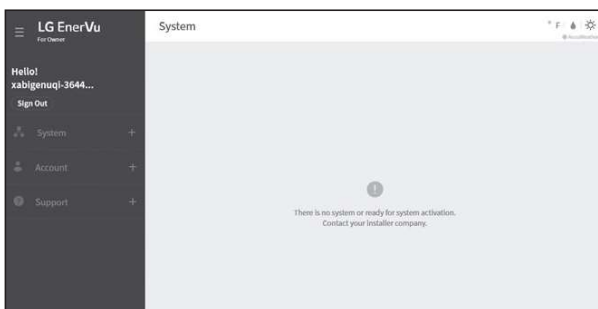 LG EnerVu
For Owner
System
° F
AccuWeather
Hello!
xabigenuqi-3644...
Sign Out
System +
Account +
Support +
There is no system or ready for system activation.
Contact your installer company.